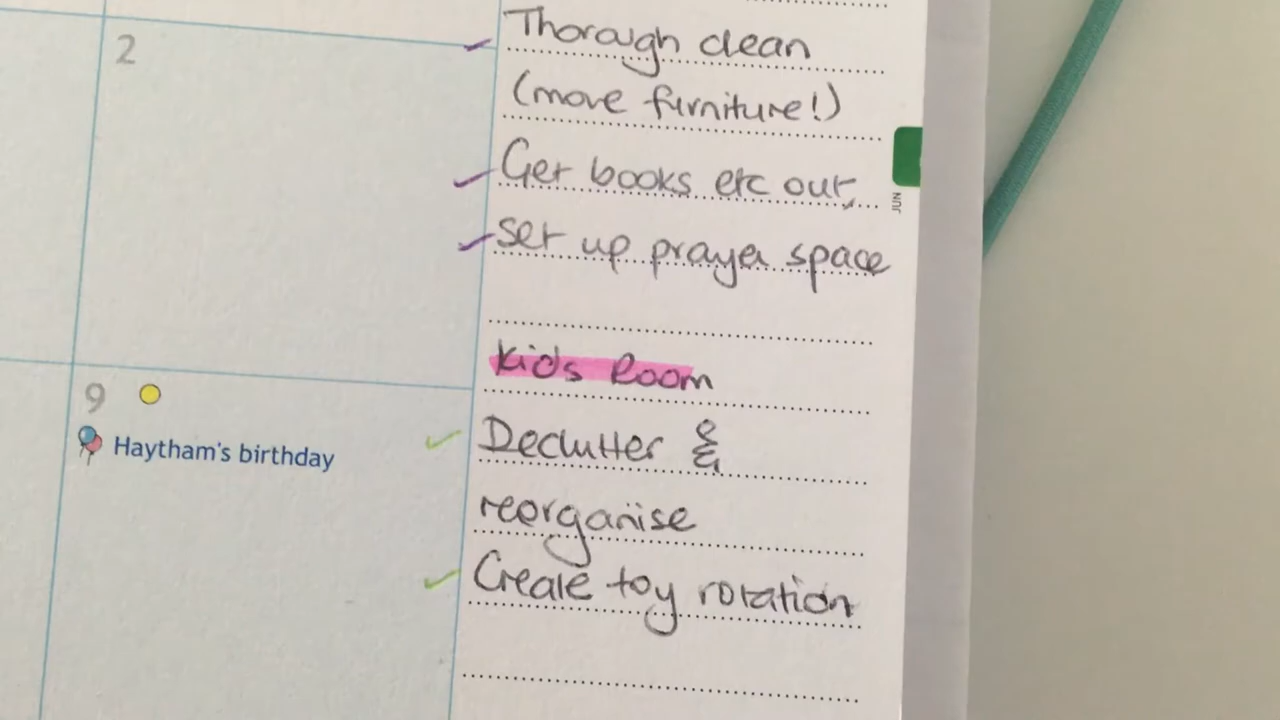 2
Thorough clean
(move furniture!)
Get books etc out,
set up prayer space
JUN
Kids Room
9
Haytham's birthday
Declutter &
reorganise
Create toy rotation